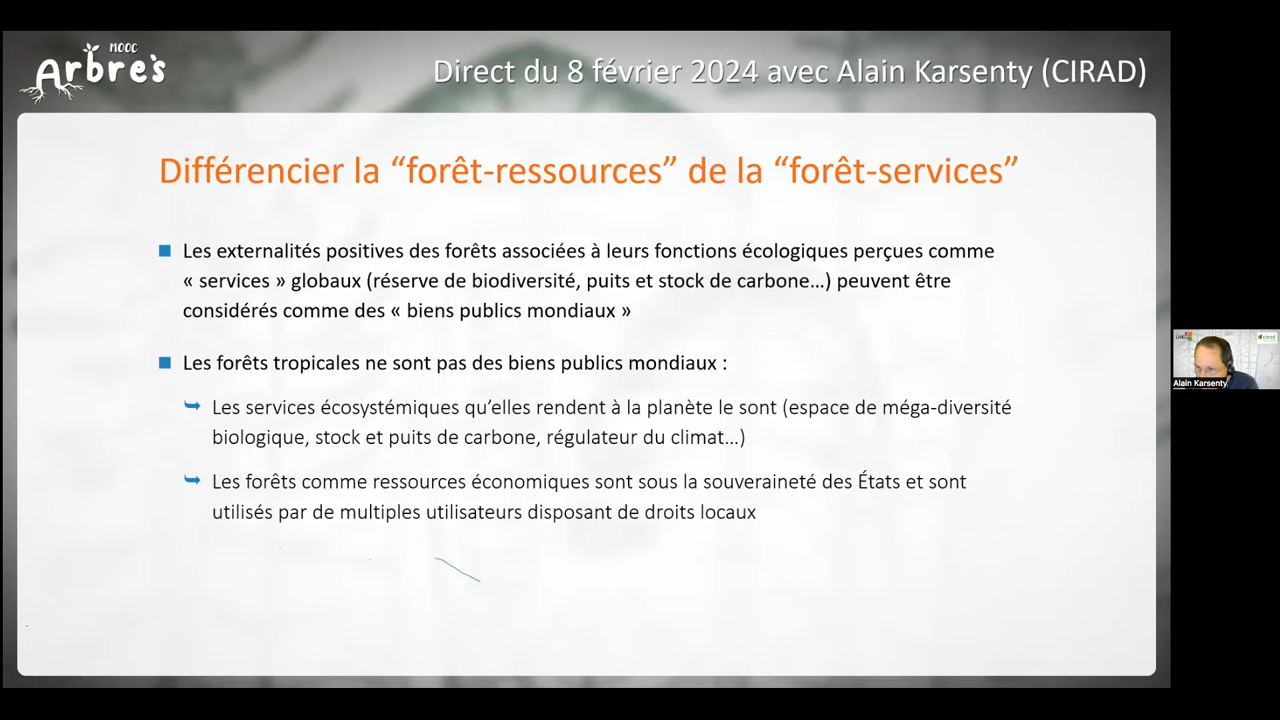 MOOC
Arbre's
Direct du 8 février 2024 avec Alain Karsenty (CIRAD)
Différencier la “forêt-ressources” de la “forêt-services”
Les externalités positives des forêts associées à leurs fonctions écologiques perçues comme
« services » globaux (réserve de biodiversité, puits et stock de carbone…) peuvent être
considérés comme des « biens publics mondiaux »
Les forêts tropicales ne sont pas des biens publics mondiaux :
Les services écosystémiques qu’elles rendent à la planète le sont (espace de méga-diversité
biologique, stock et puits de carbone, régulateur du climat…)
Les forêts comme ressources économiques sont sous la souveraineté des États et sont
utilisés par de multiples utilisateurs disposant de droits locaux
cirad
Alain Karsenty